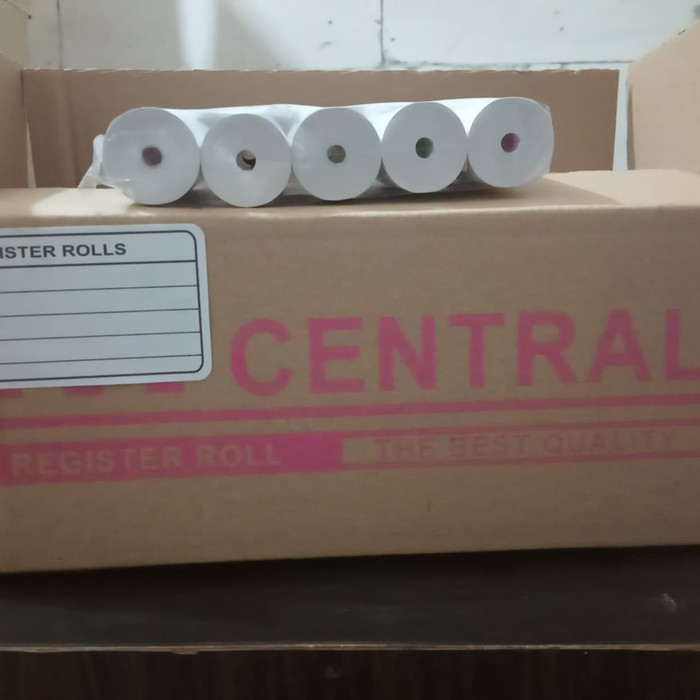 ISTER ROLLS
CENTRAL
REGISTER ROLL THE BEST QUALITY